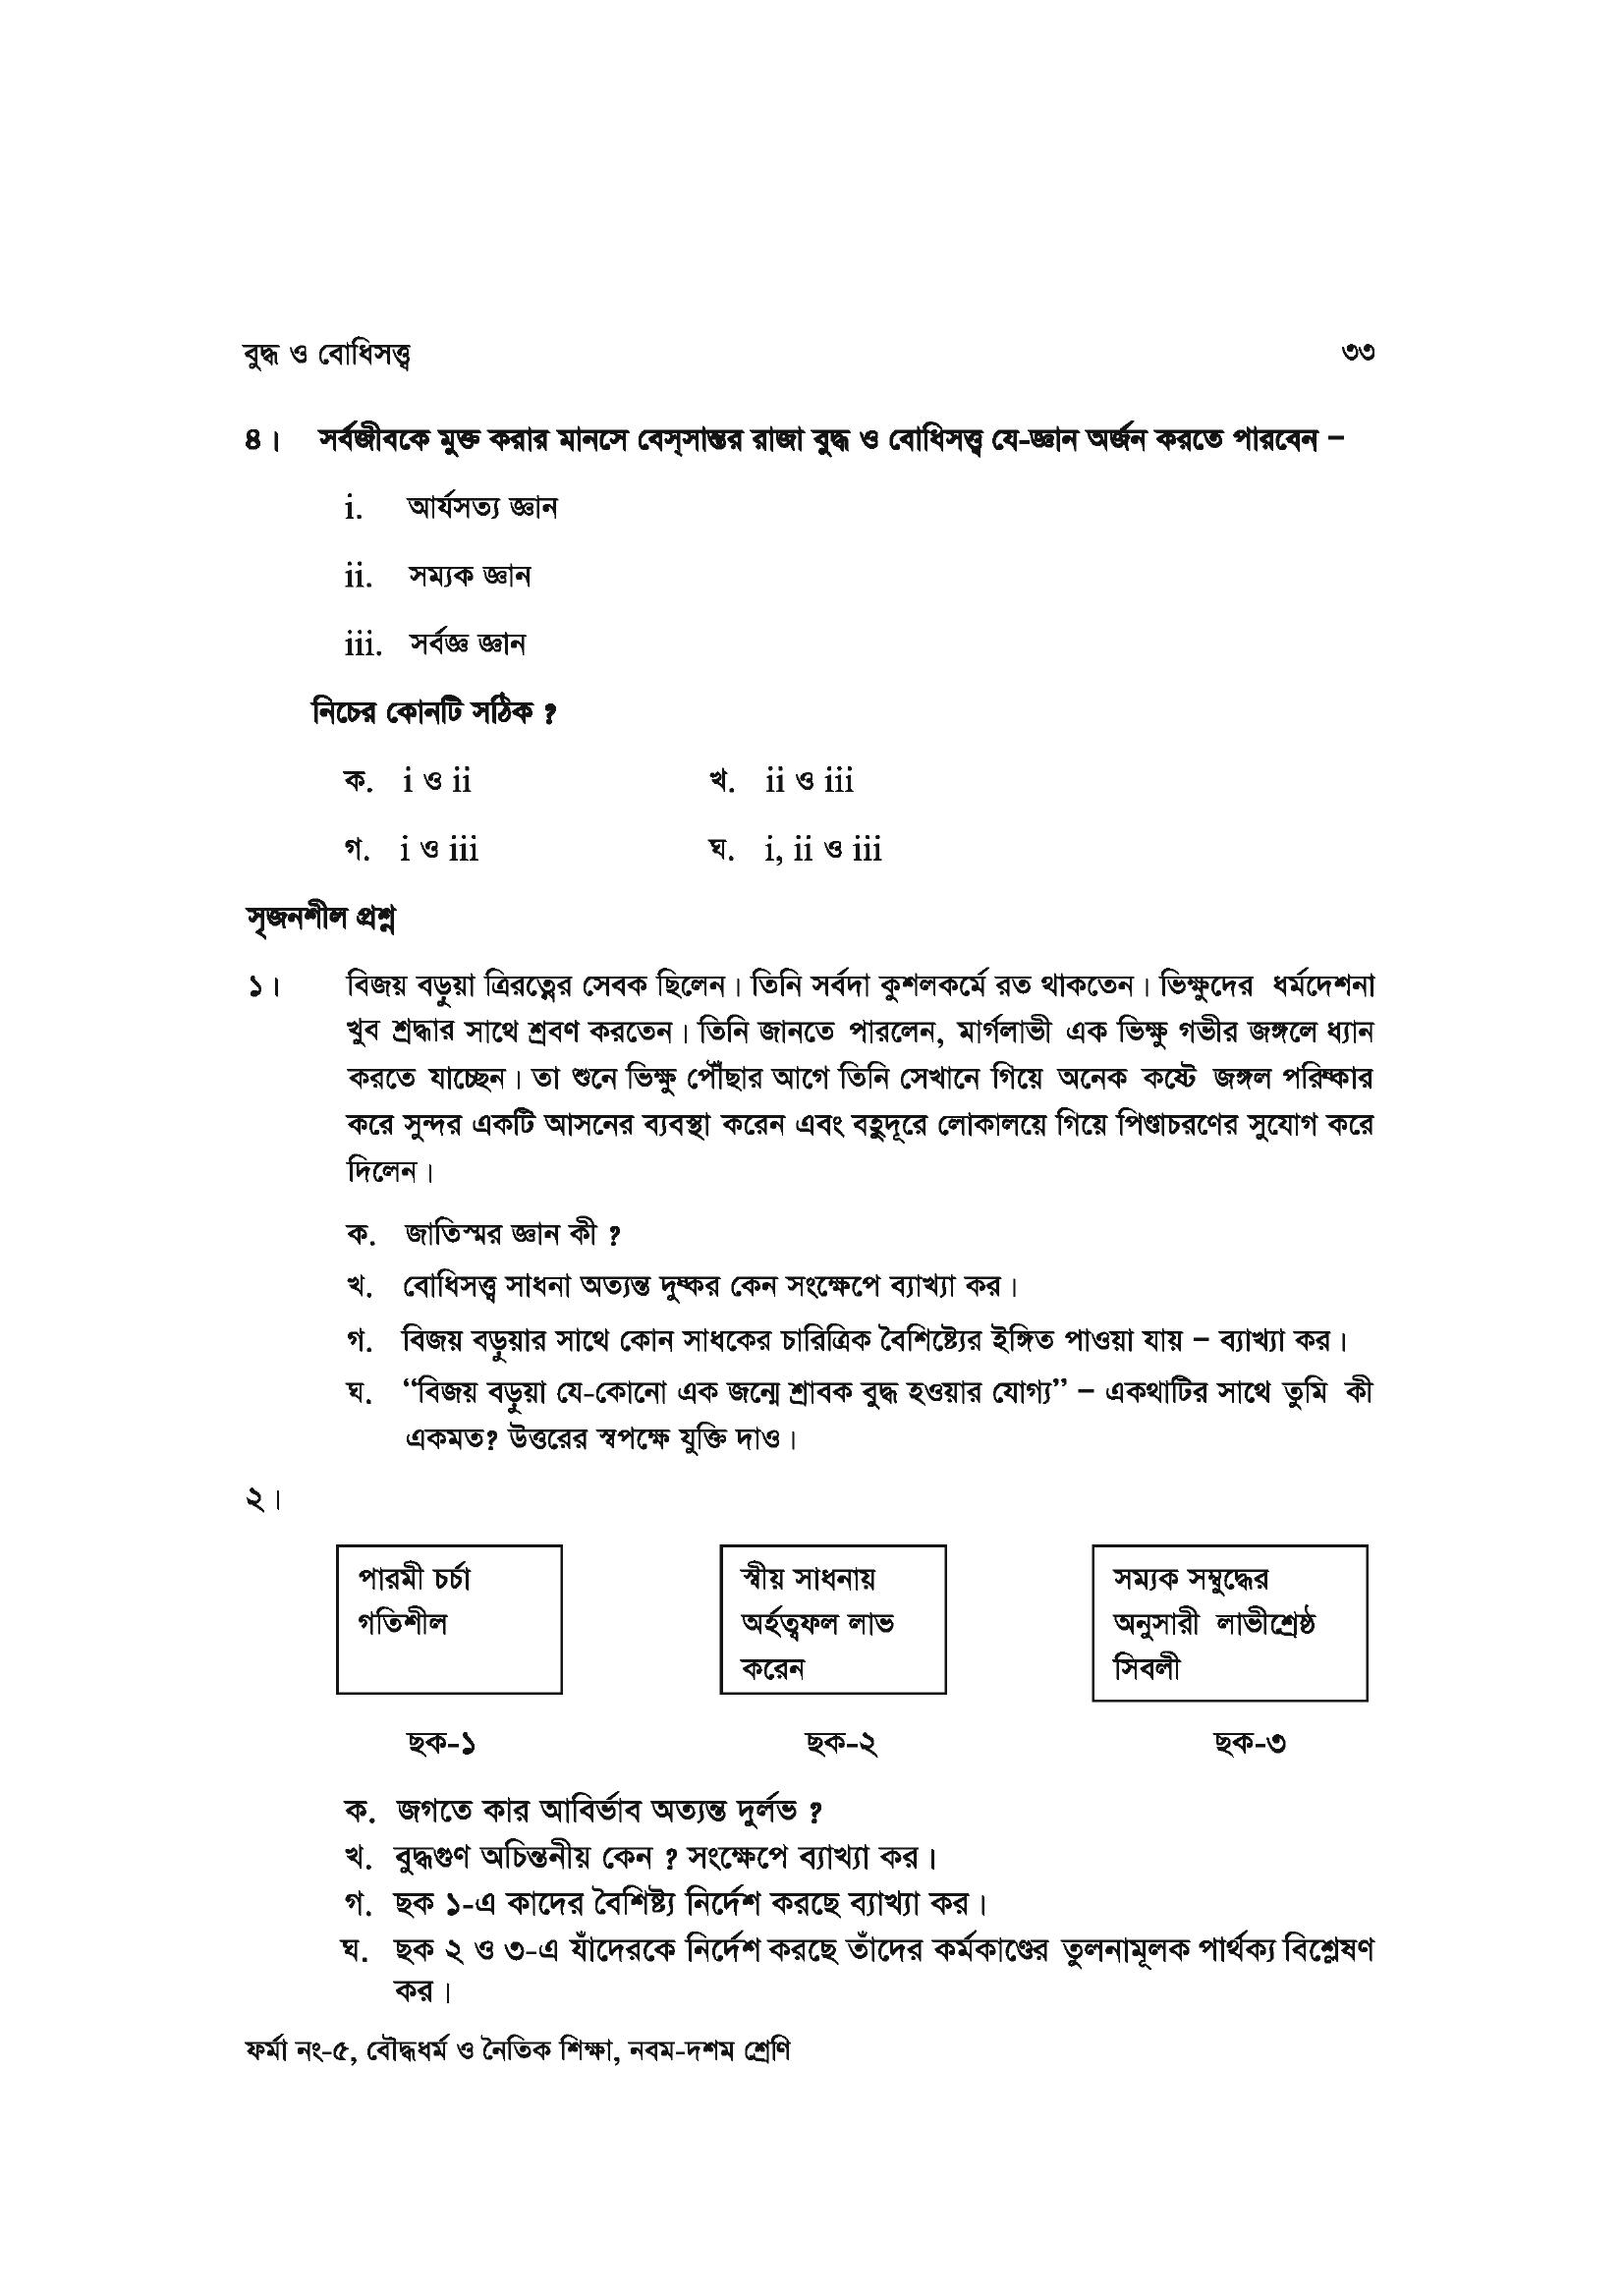 বুদ্ধ ও বোধিসত্ত্ব ৩৩
৪। সর্বজীবকে মুক্ত করার মানসে বেস্সান্তর রাজা বুদ্ধ ও বোধিসত্ত্ব যে-জ্ঞান অর্জন করতে পারবেন –
i. আর্যসত্য জ্ঞান
ii. সম্যক জ্ঞান
iii. সর্বজ্ঞ জ্ঞান
নিচের কোনটি সঠিক ?
ক. i ও ii খ. ii ও iii
গ. i ও iii ঘ. i, ii ও iii
সৃজনশীল প্রশ্ন
১। বিজয় বড়ুয়া ত্রিরত্নের সেবক ছিলেন। তিনি সর্বদা কুশলকর্মে রত থাকতেন। ভিক্ষুদের ধর্মদেশনা
খুব শ্রদ্ধার সাথে শ্রবণ করতেন। তিনি জানতে পারলেন, মার্গলাভী এক ভিক্ষু গভীর জঙ্গলে ধ্যান
করতে যাচ্ছেন। তা শুনে ভিক্ষু পৌঁছার আগে তিনি সেখানে গিয়ে অনেক কষ্টে জঙ্গল পরিষ্কার
করে সুন্দর একটি আসনের ব্যবস্থা করেন এবং বহুদূরে লোকালয়ে গিয়ে পিণ্ডাচরণের সুযোগ করে
দিলেন।
ক. জাতিস্মর জ্ঞান কী ?
খ. বোধিসত্ত্ব সাধনা অত্যন্ত দুষ্কর কেন সংক্ষেপে ব্যাখ্যা কর।
গ. বিজয় বড়ুয়ার সাথে কোন সাধকের চারিত্রিক বৈশিষ্ট্যের ইঙ্গিত পাওয়া যায় – ব্যাখ্যা কর।
ঘ. “বিজয় বড়ুয়া যে-কোনো এক জন্মে শ্রাবক বুদ্ধ হওয়ার যোগ্য” – একথাটির সাথে তুমি কী
একমত? উত্তরের স্বপক্ষে যুক্তি দাও।
২।
পারমী চর্চা
গতিশীল
স্বীয় সাধনায়
অর্হত্বফল লাভ
করেন
সম্যক সম্বুদ্ধের
অনুসারী লাভীশ্রেষ্ঠ
সিবলী
ছক-১ ছক-২ ছক-৩
ক. জগতে কার আবির্ভাব অত্যন্ত দুর্লভ ?
খ. বুদ্ধগুণ অচিন্তনীয় কেন ? সংক্ষেপে ব্যাখ্যা কর।
গ. ছক ১-এ কাদের বৈশিষ্ট্য নির্দেশ করছে ব্যাখ্যা কর।
ঘ. ছক ২ ও ৩-এ যাঁদেরকে নির্দেশ করছে তাঁদের কর্মকাণ্ডের তুলনামূলক পার্থক্য বিশ্লেষণ
কর।
ফর্মা নং-৫, বৌদ্ধধর্ম ও নৈতিক শিক্ষা, নবম-দশম শ্রেণি